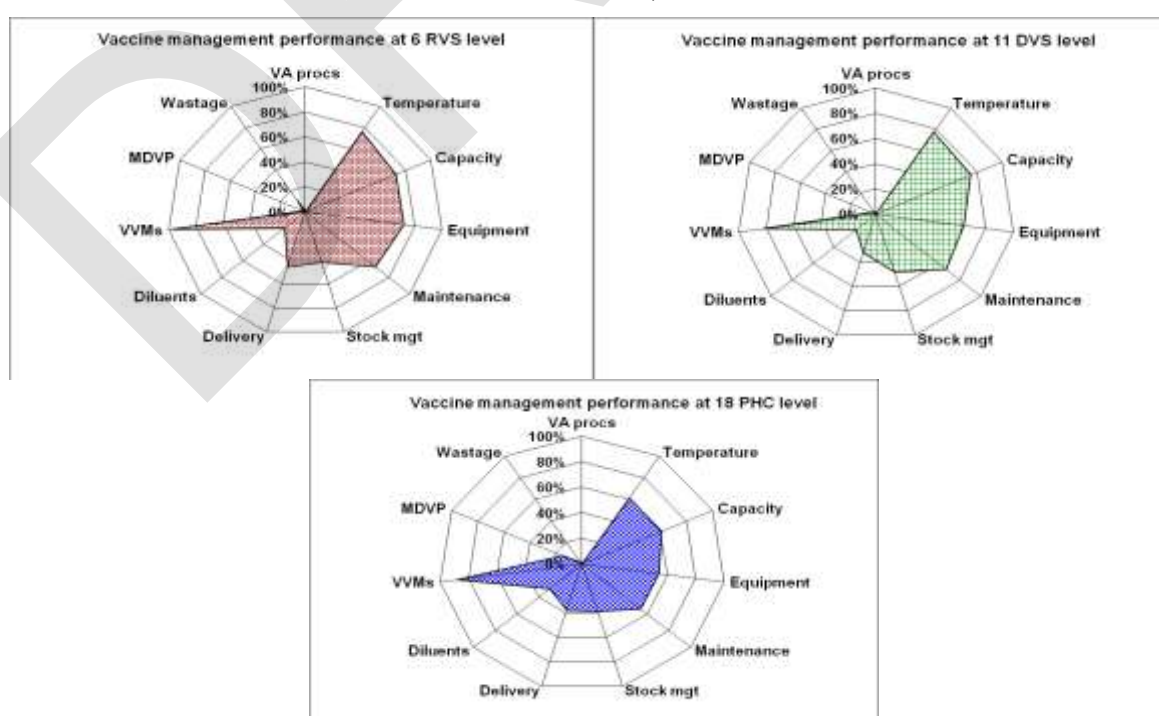 Vaccine management performance at 6 RVS level
VA procs
100%
Wastage
Temperature
80%
60%
MDVP
Capacity
40%
20%
0%
VVMs
Equipment
Diluents
Maintenance
Delivery
Stock mgt
Vaccine management performance at 11 DVS level
VA procs
100%
Wastage
Temperature
80%
60%
MDVP
Capacity
40%
20%
0%
VVMs
Equipment
Diluents
Maintenance
Delivery
Stock mgt
Vaccine management performance at 18 PHC level
VA procs
100%
Wastage
Temperature
80%
60%
MDVP
Capacity
40%
20%
0%
VVMs
Equipment
Diluents
Maintenance
Delivery
Stock mgt